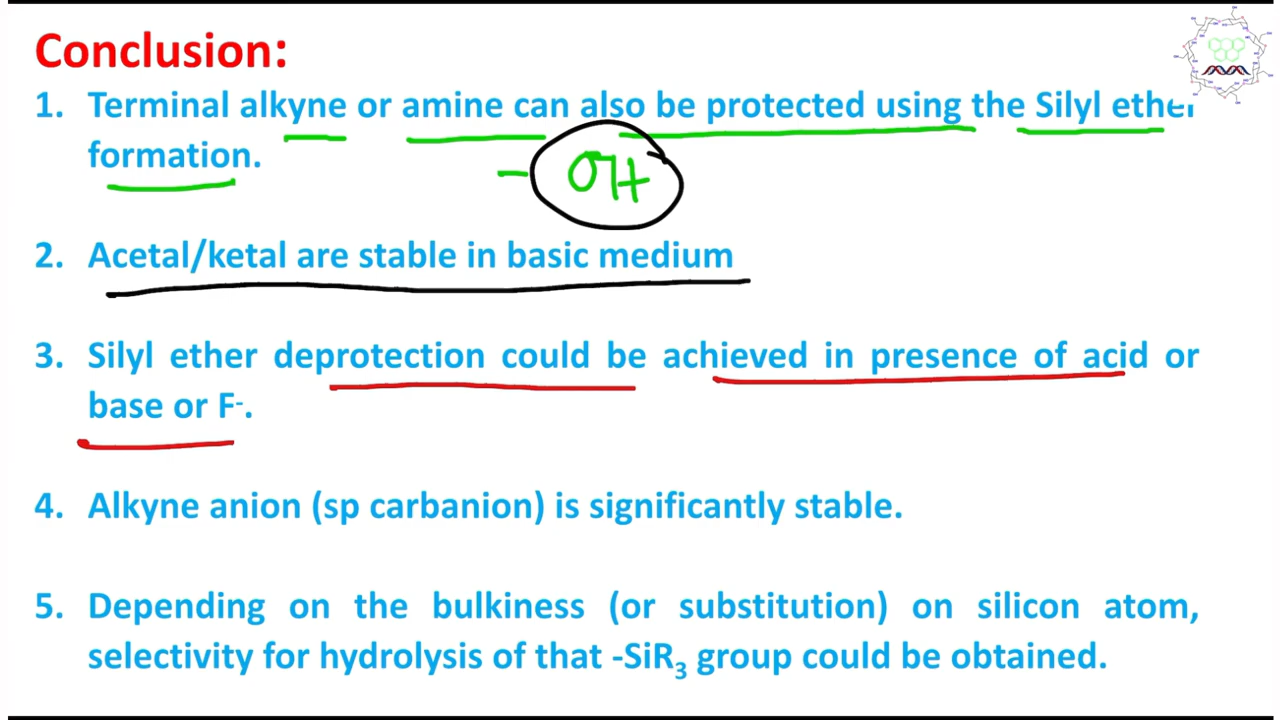 Conclusion:
1. Terminal alkyne or amine can also be protected using the Silyl ether
formation.
- OH
2. Acetal/ketal are stable in basic medium
3. Silyl ether deprotection could be achieved in presence of acid or
base or F-.
4. Alkyne anion (sp carbanion) is significantly stable.
5. Depending on the bulkiness (or substitution) on silicon atom,
selectivity for hydrolysis of that -SiR3 group could be obtained.